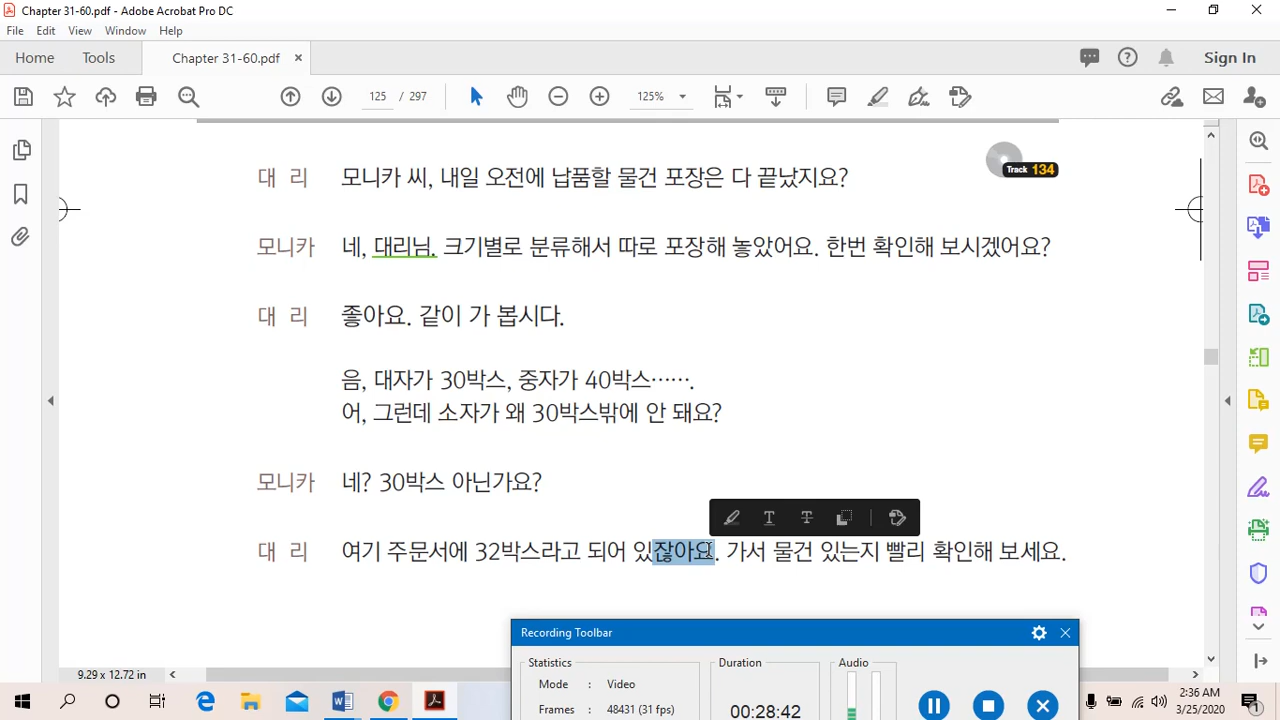 Chapter 31-60.pdf - Adobe Acrobat Pro DC
File Edit View Window Help
Home Tools Chapter 31-60.pdf × Sign In
125 / 297 125%
Track 134
대 리 모니카 씨, 내일 오전에 납품할 물건 포장은 다 끝났지요?
모니카 네, 대리님. 크기별로 분류해서 따로 포장해 놓았어요. 한번 확인해 보시겠어요?
대 리 좋아요. 같이 가 봅시다.
음, 대자가 30박스, 중자가 40박스…….
어, 그런데 소자가 왜 30박스밖에 안 돼요?
모니카 네? 30박스 아닌가요?
대 리 여기 주문서에 32박스라고 되어 있잖아요. 가서 물건 있는지 빨리 확인해 보세요.
Recording Toolbar
Statistics Duration Audio
Mode : Video
Frames : 48431 (31 fps) 00:28:42
9.29 x 12.72 in
2:36 AM
3/25/2020